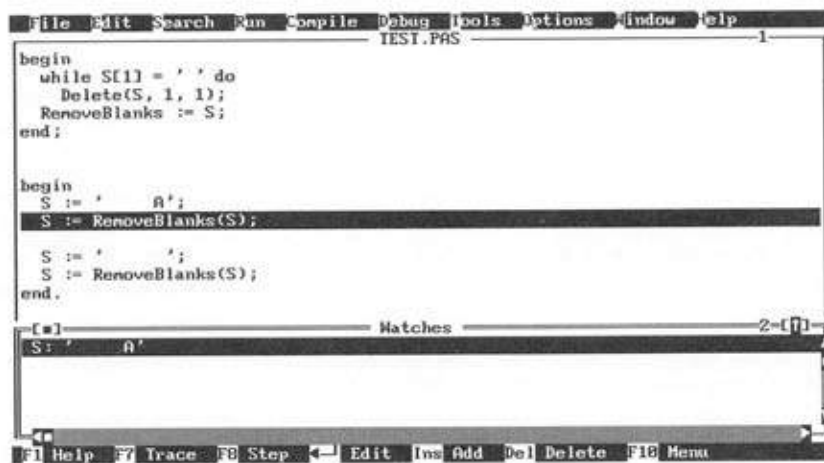 File Edit Search Run Compile Debug Tools Options Window Help
TEST.PAS 1
begin
  while S[1] = ' ' do
    Delete(S, 1, 1);
  RemoveBlanks := S;
end;
begin
  S := '     A';
  S := RemoveBlanks(S);
  S := '      ';
  S := RemoveBlanks(S);
end.
[■] Watches 2=[↑]
S: '     A'
F1 Help F7 Trace F8 Step ◄─┘ Edit Ins Add Del Delete F10 Menu